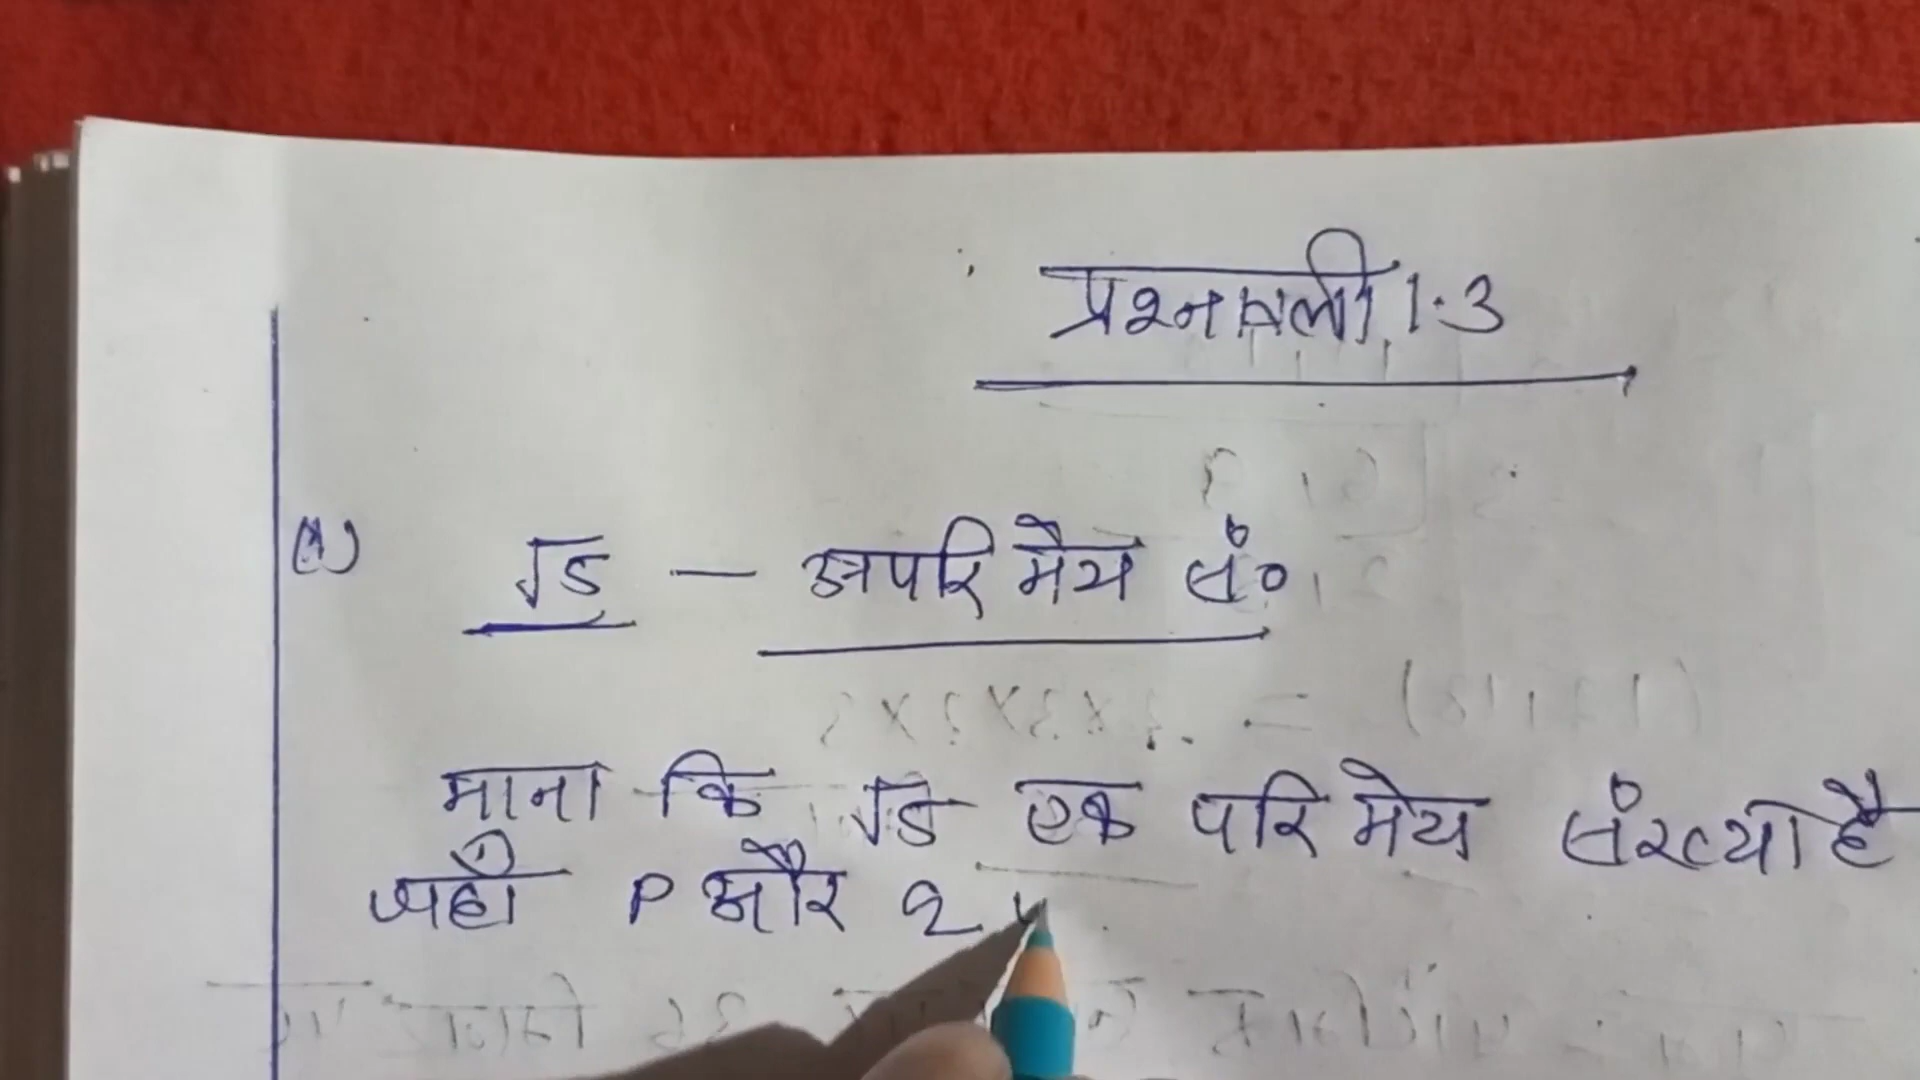 प्रश्नावली 1.3
(1) √5 — अपरिमेय सं०
माना कि √5 एक परिमेय संख्या है
जहाँ P और q